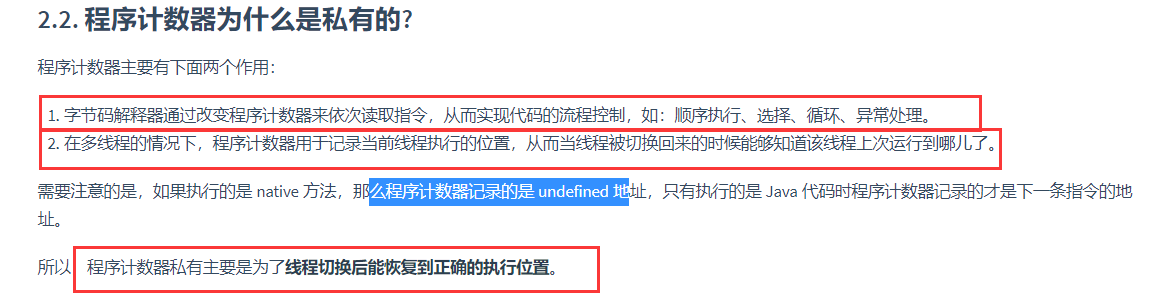 2.2. 程序计数器为什么是私有的?
程序计数器主要有下面两个作用：
1. 字节码解释器通过改变程序计数器来依次读取指令，从而实现代码的流程控制，如：顺序执行、选择、循环、异常处理。
2. 在多线程的情况下，程序计数器用于记录当前线程执行的位置，从而当线程被切换回来的时候能够知道该线程上次运行到哪儿了。
需要注意的是，如果执行的是 native 方法，那么程序计数器记录的是 undefined 地址，只有执行的是 Java 代码时程序计数器记录的才是下一条指令的地
址。
所以 程序计数器私有主要是为了线程切换后能恢复到正确的执行位置。